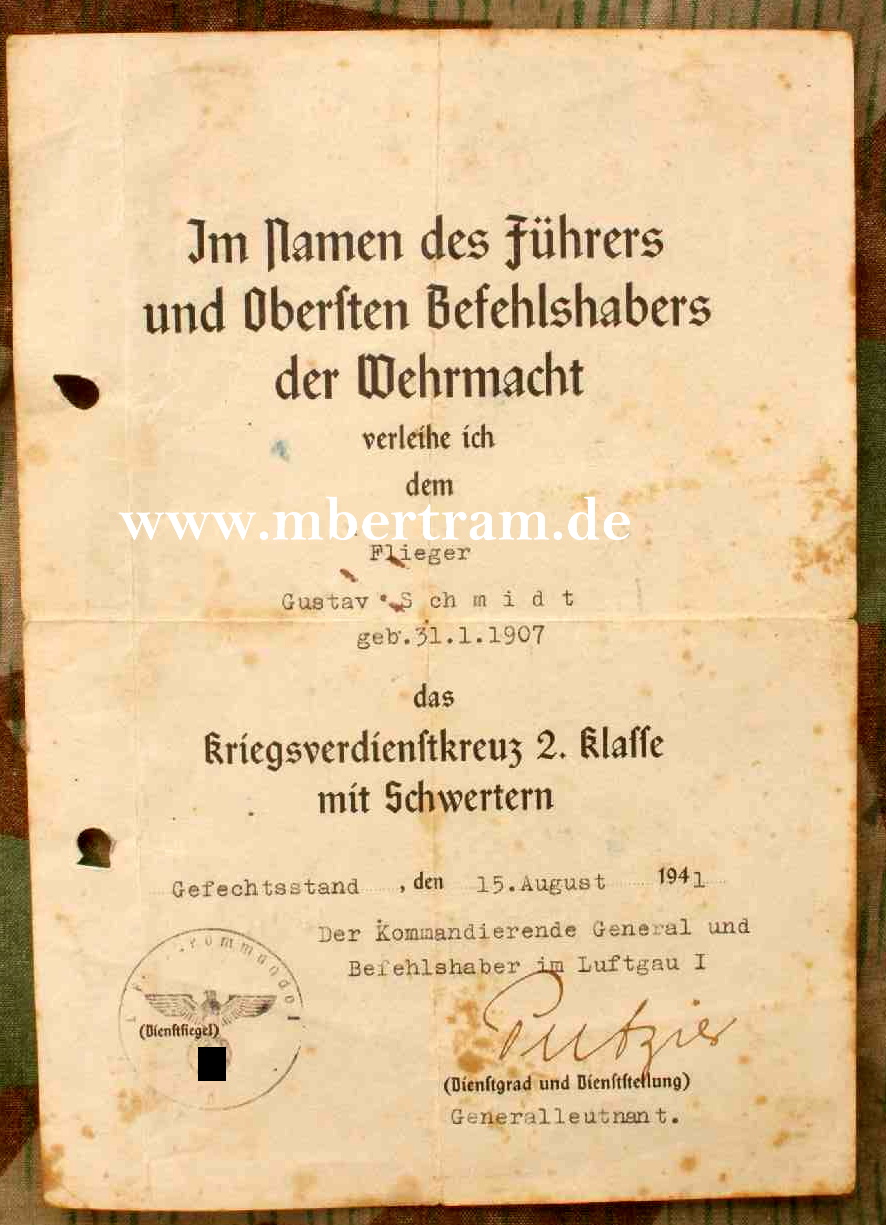 Im Namen des Führers
und Oberſten Befehlshabers
der Wehrmacht
verleihe ich
dem
www.mbertram.de
Flieger
Gustav S ch m i d t
geb.31.1.1907
das
Kriegsverdienſtkreuz 2. Klaſſe
mit Schwertern
Gefechtsstand , den 15.August 1941
Der Kommandierende General und
Befehlshaber im Luftgau I
(Dienſtſiegel)
Putzier
(Dienſtgrad und Dienſtſtellung)
Generalleutnant.